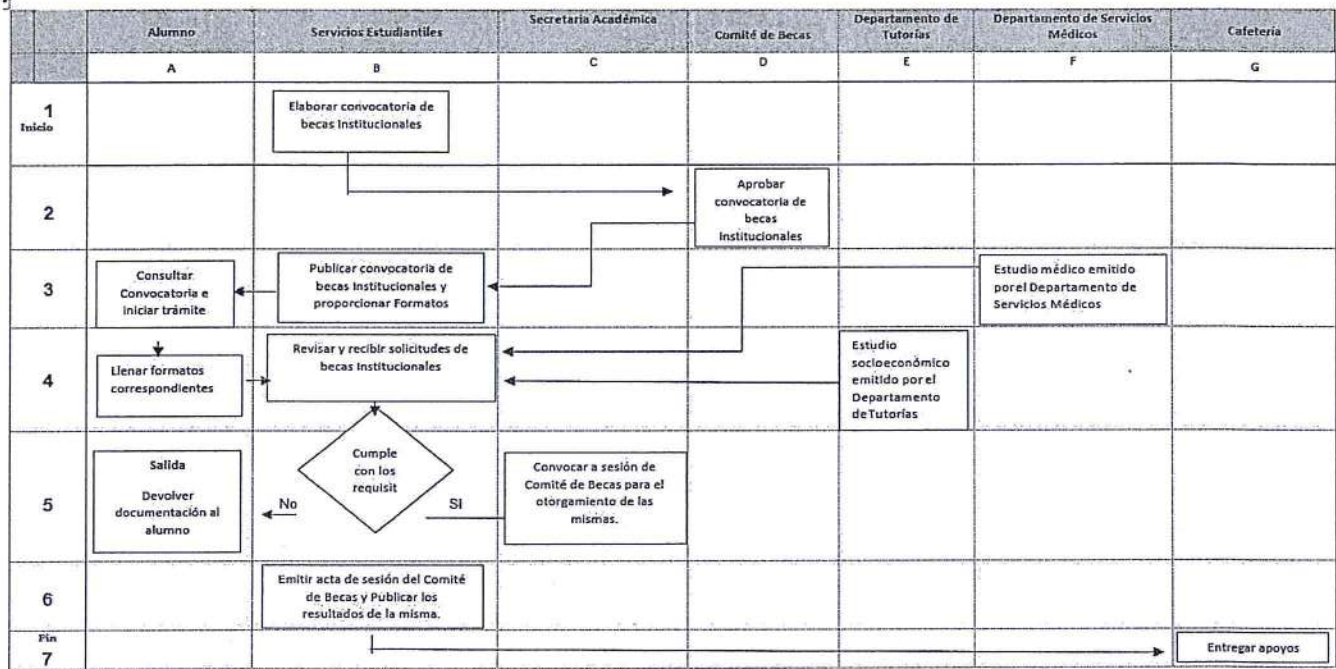 Alumno
Servicios Estudiantiles
Secretaria Académica
Comité de Becas
Departamento de
Tutorías
Departamento de Servicios
Médicos
Cafetería
A
B
C
D
E
F
G
1
Inicio
Elaborar convocatoria de
becas Institucionales
2
Aprobar
convocatoria de
becas
Institucionales
3
Consultar
Convocatoria e
iniciar trámite
Publicar convocatoria de
becas Institucionales y
proporcionar Formatos
Estudio médico emitido
por el Departamento de
Servicios Médicos
4
Llenar formatos
correspondientes
Revisar y recibir solicitudes de
becas Institucionales
Estudio
socioeconómico
emitido por el
Departamento
de Tutorías
5
Salida
Devolver
documentación al
alumno
No
Cumple
con los
requisit
SI
Convocar a sesión de
Comité de Becas para el
otorgamiento de las
mismas.
6
Emitir acta de sesión del Comité
de Becas y Publicar los
resultados de la misma.
Fin
7
Entregar apoyos